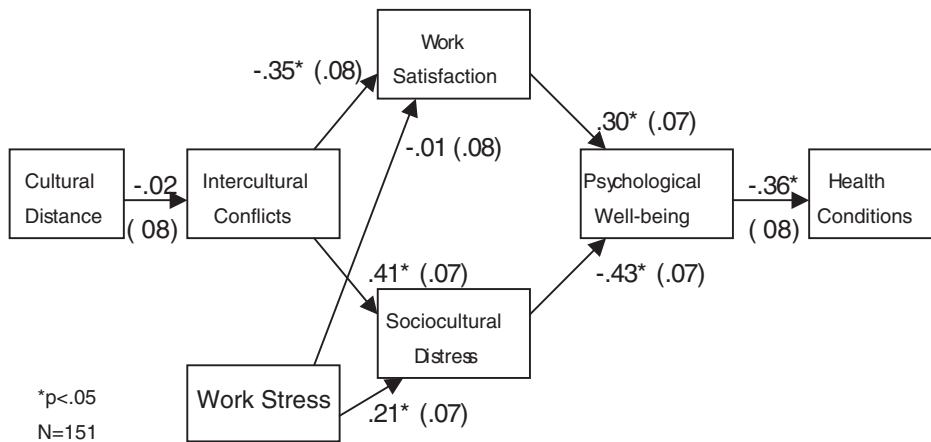 Work
Satisfaction
-.35* (.08)
.30* (.07)
-.01 (.08)
Cultural
Distance
-.02
( 08)
Intercultural
Conflicts
Psychological
Well-being
-.36*
( 08)
Health
Conditions
.41* (.07)
-.43* (.07)
Sociocultural
Distress
Work Stress
.21* (.07)
*p<.05
N=151